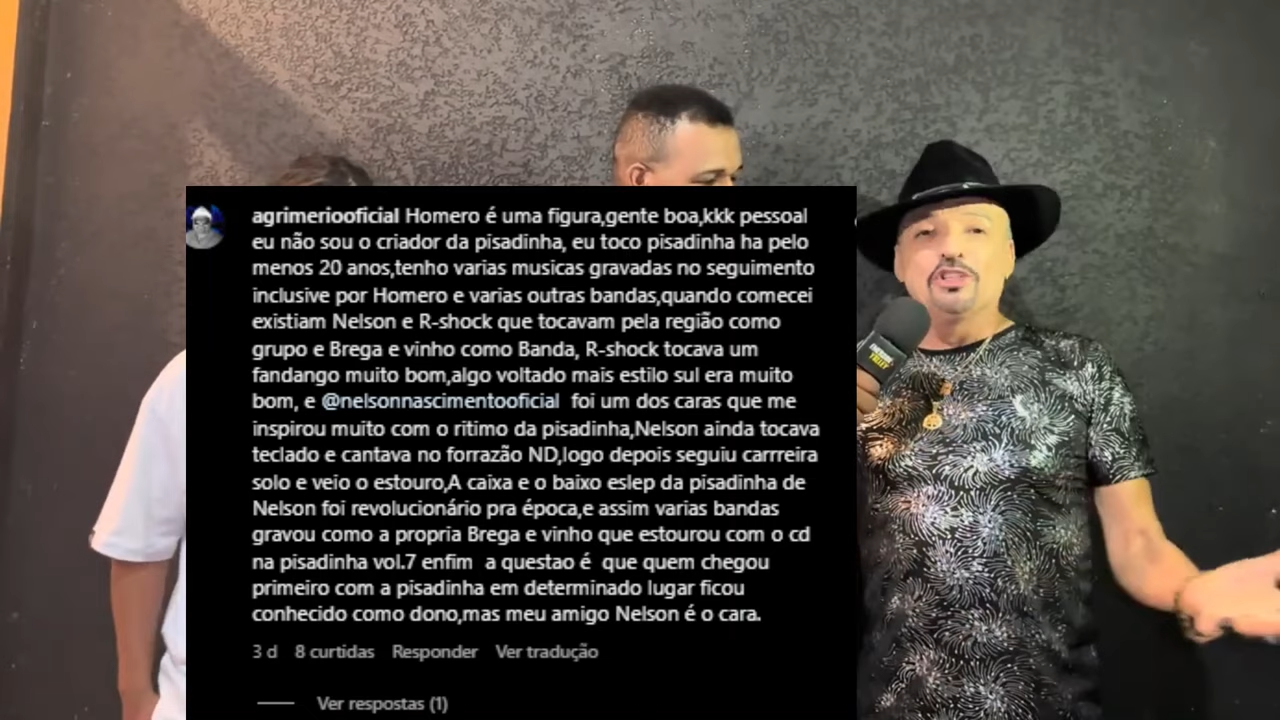 agrimeriooficial Homero é uma figura,gente boa,kkk pessoal
eu não sou o criador da pisadinha, eu toco pisadinha ha pelo
menos 20 anos,tenho varias musicas gravadas no seguimento
inclusive por Homero e varias outras bandas,quando comecei
existiam Nelson e R-shock que tocavam pela região como
grupo e Brega e vinho como Banda, R-shock tocava um
fandango muito bom,algo voltado mais estilo sul era muito
bom, e @nelsonnascimentooficial foi um dos caras que me
inspirou muito com o ritimo da pisadinha,Nelson ainda tocava
teclado e cantava no forrazão ND,logo depois seguiu carrreira
solo e veio o estouro,A caixa e o baixo eslep da pisadinha de
Nelson foi revolucionário pra época,e assim varias bandas
gravou como a propria Brega e vinho que estourou com o cd
na pisadinha vol.7 enfim a questao é que quem chegou
primeiro com a pisadinha em determinado lugar ficou
conhecido como dono,mas meu amigo Nelson é o cara.
3 d 8 curtidas Responder Ver tradução
Ver respostas (1)